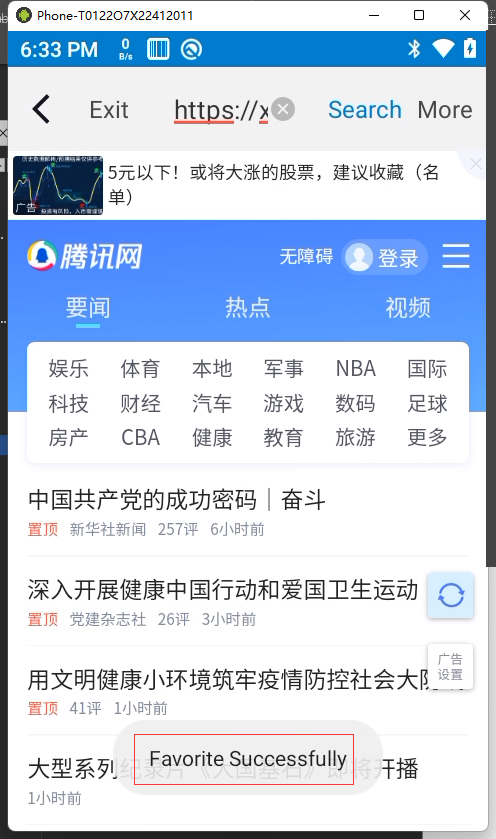 Phone-T0122O7X22412011
6:33 PM 0 B/s
Exit https://x Search More
5元以下！或将大涨的股票，建议收藏（名
单）
广告
腾讯网 无障碍 登录
要闻 热点 视频
娱乐 体育 本地 军事 NBA 国际
科技 财经 汽车 游戏 数码 足球
房产 CBA 健康 教育 旅游 更多
中国共产党的成功密码｜奋斗
置顶 新华社新闻 257评 6小时前
深入开展健康中国行动和爱国卫生运动
置顶 党建杂志社 26评 3小时前
广告
设置
用文明健康小环境筑牢疫情防控社会大防
置顶 41评 1小时前
Favorite Successfully
大型系列纪录片《大国基石》即将开播
1小时前